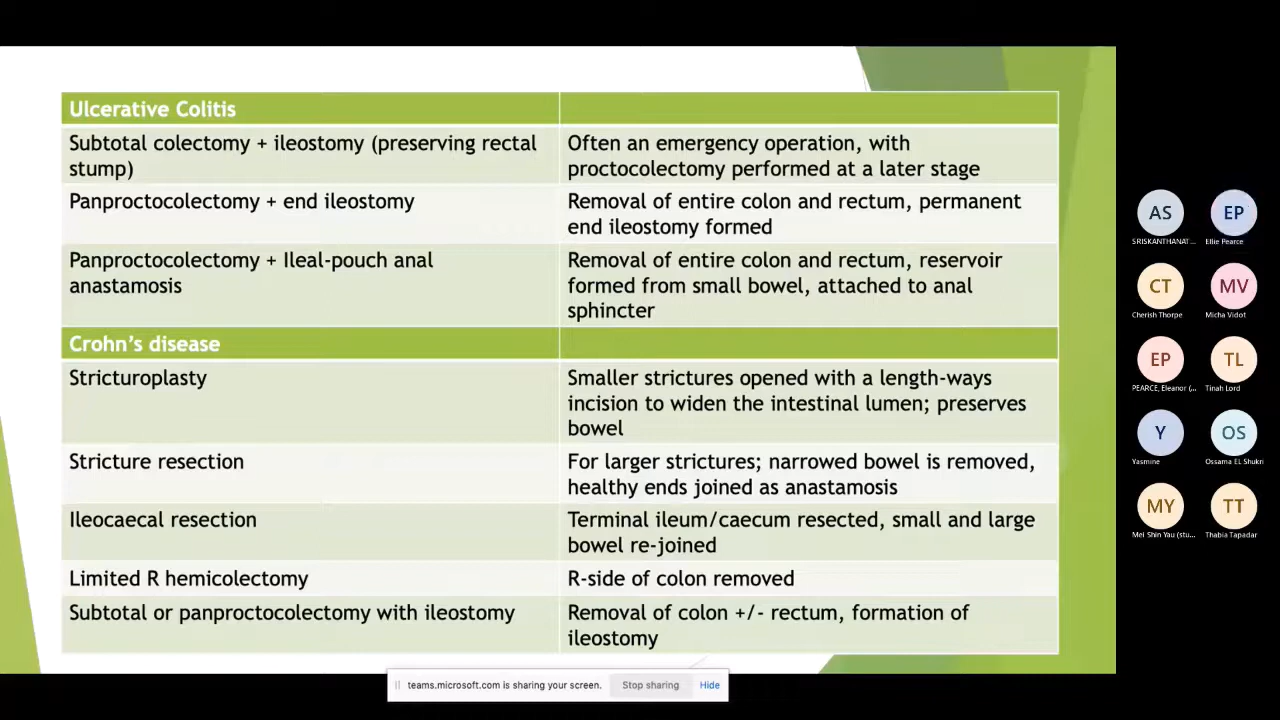 Ulcerative Colitis
Subtotal colectomy + ileostomy (preserving rectal
stump)
Often an emergency operation, with
proctocolectomy performed at a later stage
Panproctocolectomy + end ileostomy
Removal of entire colon and rectum, permanent
end ileostomy formed
Panproctocolectomy + Ileal-pouch anal
anastamosis
Removal of entire colon and rectum, reservoir
formed from small bowel, attached to anal
sphincter
Crohn's disease
Stricturoplasty
Smaller strictures opened with a length-ways
incision to widen the intestinal lumen; preserves
bowel
Stricture resection
For larger strictures; narrowed bowel is removed,
healthy ends joined as anastamosis
Ileocaecal resection
Terminal ileum/caecum resected, small and large
bowel re-joined
Limited R hemicolectomy
R-side of colon removed
Subtotal or panproctocolectomy with ileostomy
Removal of colon +/- rectum, formation of
ileostomy
teams.microsoft.com is sharing your screen.
Stop sharing
Hide
AS
SRISKANTHANAT...
EP
Ellie Pearce
CT
Cherish Thorpe
MV
Micha Vidot
EP
PEARCE, Eleanor (...
TL
Tinah Lord
Y
Yasmine
OS
Ossama EL Shukri
MY
Mei Shin Yau (stu...
TT
Thabia Tapadar